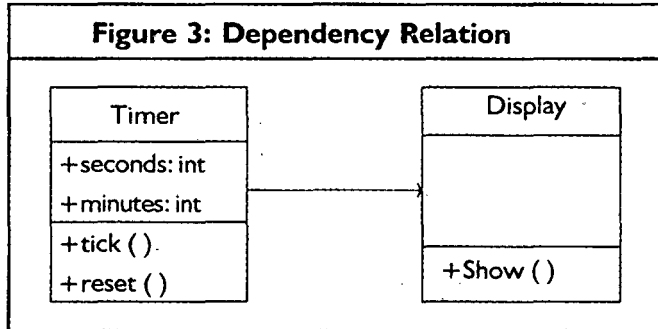 Figure 3: Dependency Relation
Timer
+seconds: int
+minutes: int
+tick ( )
+reset ( )
Display
+Show ( )